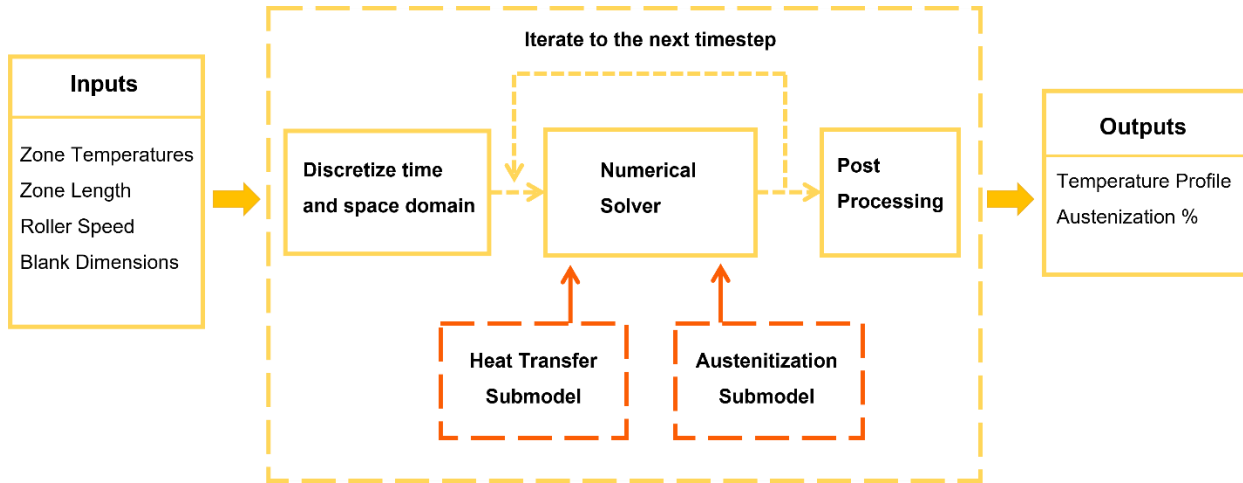 Inputs
Zone Temperatures
Zone Length
Roller Speed
Blank Dimensions
Iterate to the next timestep
Discretize time
and space domain
Numerical
Solver
Post
Processing
Heat Transfer
Submodel
Austenitization
Submodel
Outputs
Temperature Profile
Austenization %